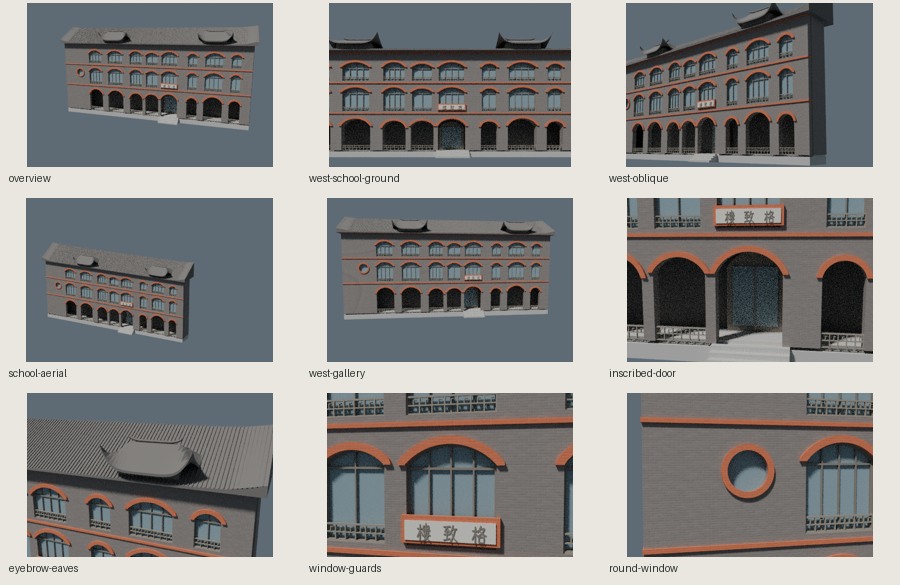 overview
west-school-ground
west-oblique
school-aerial
west-gallery
inscribed-door
樓致格
eyebrow-eaves
window-guards
樓致格
round-window